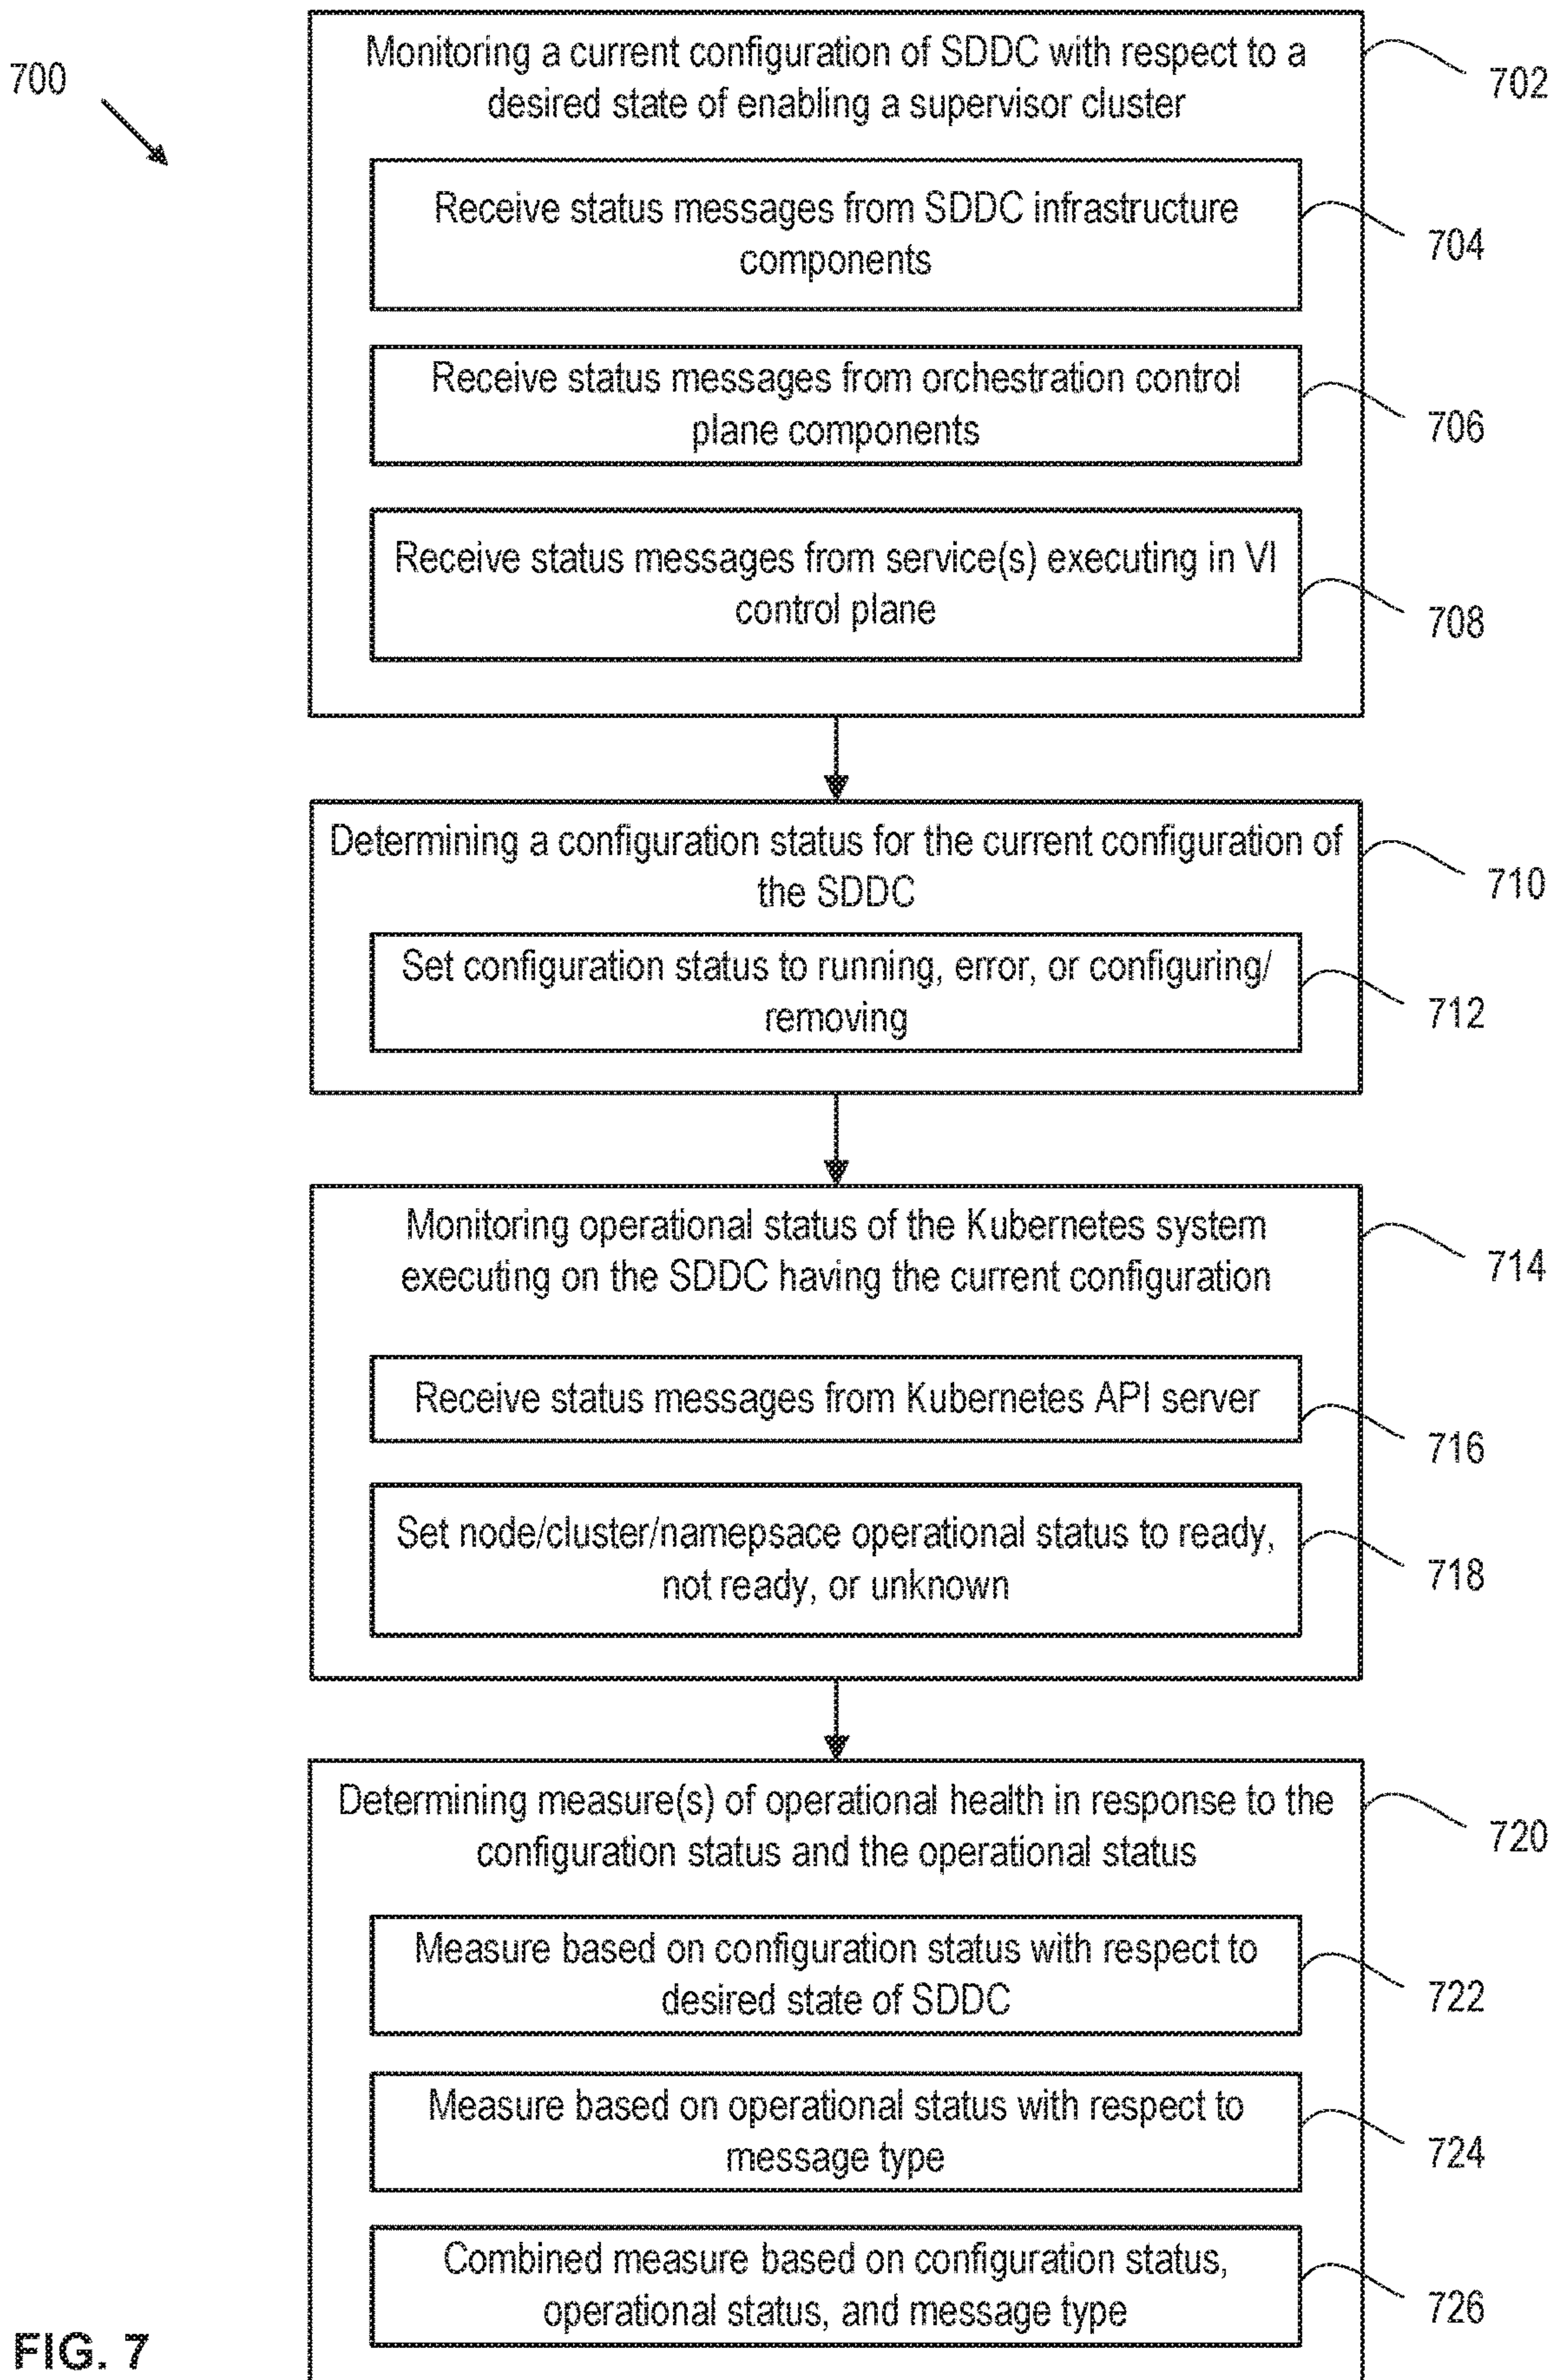 700
Monitoring a current configuration of SDDC with respect to a
desired state of enabling a supervisor cluster
702
Receive status messages from SDDC infrastructure
components
704
Receive status messages from orchestration control
plane components
706
Receive status messages from service(s) executing in VI
control plane
708
Determining a configuration status for the current configuration of
the SDDC
710
Set configuration status to running, error, or configuring/
removing
712
Monitoring operational status of the Kubernetes system
executing on the SDDC having the current configuration
714
Receive status messages from Kubernetes API server
716
Set node/cluster/namepsace operational status to ready,
not ready, or unknown
718
Determining measure(s) of operational health in response to the
configuration status and the operational status
720
Measure based on configuration status with respect to
desired state of SDDC
722
Measure based on operational status with respect to
message type
724
Combined measure based on configuration status,
operational status, and message type
726
FIG. 7